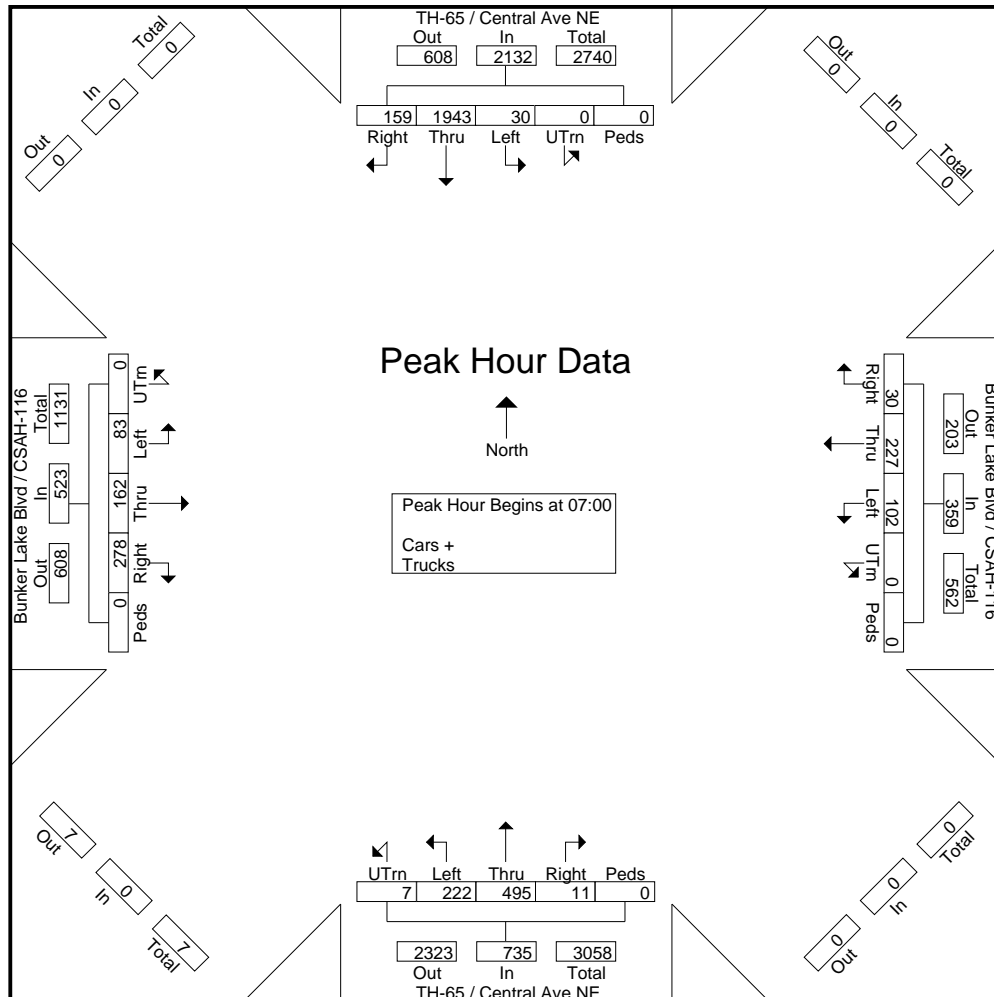 TH-65 / Central Ave NE
Out In Total
608 2132 2740
159 1943 30 0 0
Right Thru Left UTrn Peds
Total 0
In 0
Out 0
Out 0
In 0
Total 0
Peak Hour Data
North
Peak Hour Begins at 07:00
Cars +
Trucks
Bunker Lake Blvd / CSAH-116
Out In Total
608 523 1131
Peds Right Thru Left UTrn
0 278 162 83 0
Bunker Lake Blvd / CSAH-116
Out In Total
203 359 562
Right Thru Left UTrn Peds
30 227 102 0 0
Out 7
In 0
Total 7
Total 0
In 0
Out 0
UTrn Left Thru Right Peds
7 222 495 11 0
2323 735 3058
Out In Total
TH-65 / Central Ave NE